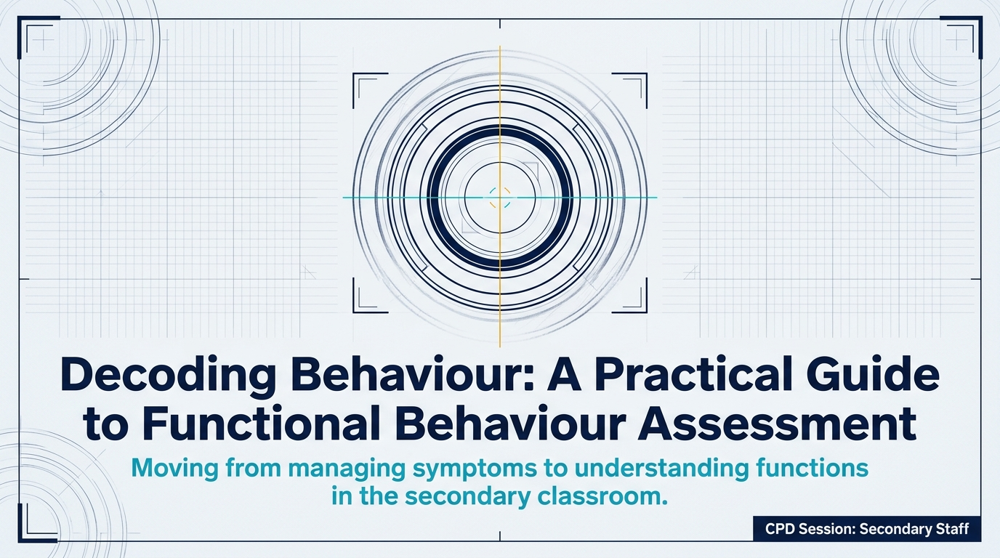 Decoding Behaviour: A Practical Guide
to Functional Behaviour Assessment
Moving from managing symptoms to understanding functions
in the secondary classroom.
CPD Session: Secondary Staff